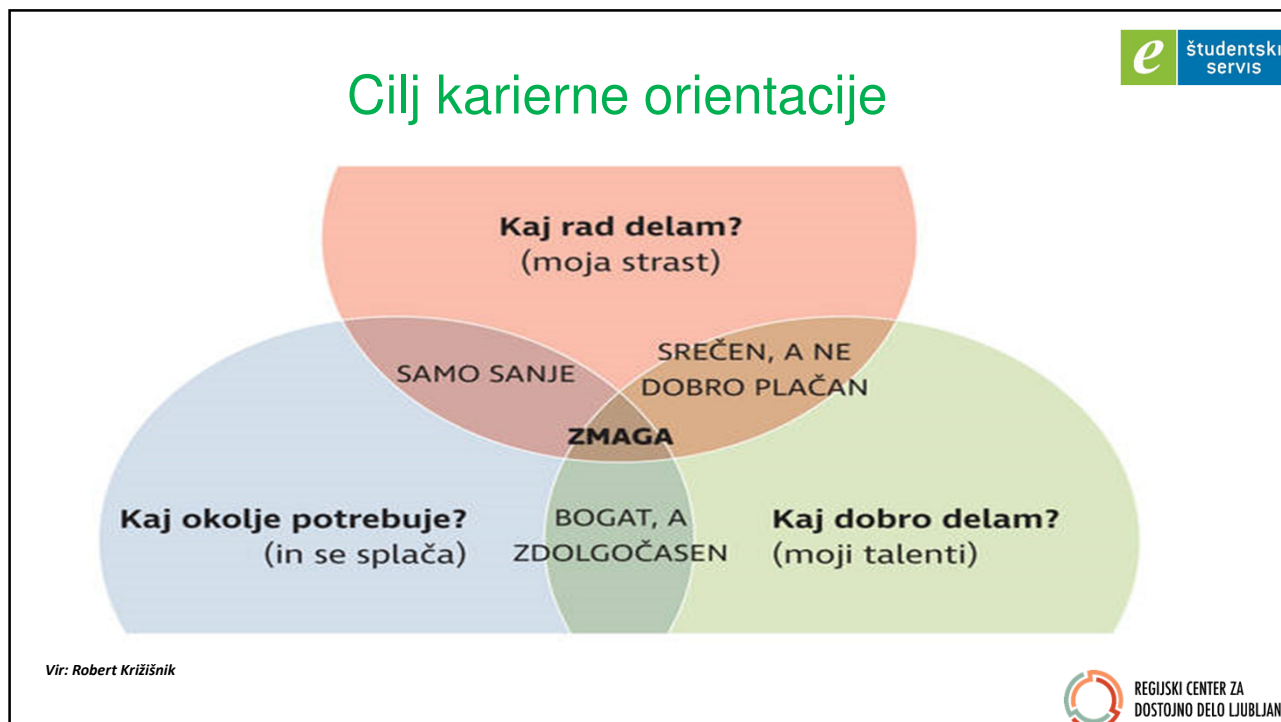 Cilj karierne orientacije
e študentski
servis
Kaj rad delam?
(moja strast)
SAMO SANJE
SREČEN, A NE
DOBRO PLAČAN
ZMAGA
Kaj okolje potrebuje?
(in se splača)
BOGAT, A
ZDOLGOČASEN
Kaj dobro delam?
(moji talenti)
Vir: Robert Križišnik
REGIJSKI CENTER ZA
DOSTOJNO DELO LJUBLJAN